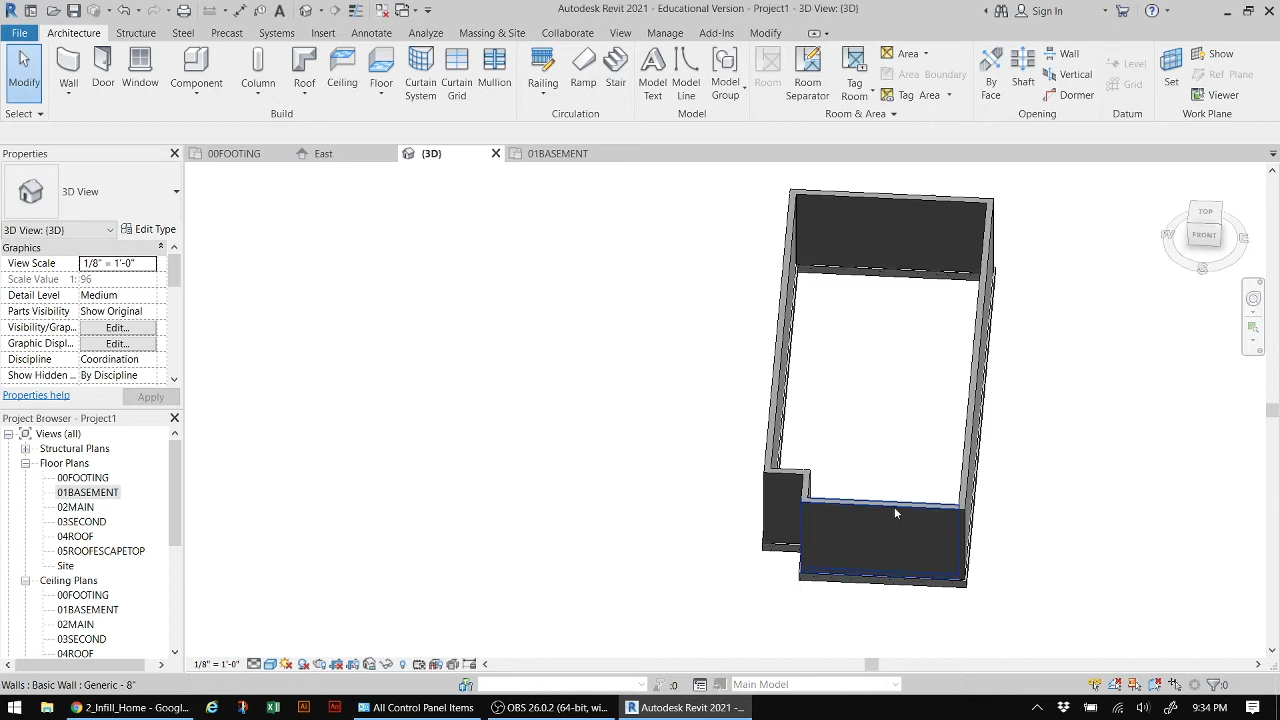 Autodesk Revit 2021 - Educational Version - Project1 - 3D View: {3D}
Sign In
File Architecture Structure Steel Precast Systems Insert Annotate Analyze Massing & Site Collaborate View Manage Add-Ins Modify
Modify Wall Door Window Component Column Roof Ceiling Floor Curtain System Curtain Grid Mullion Railing Ramp Stair Model Text Model Line Model Group Room Room Separator Tag Room By Face Shaft Set
Area
Area Boundary
Tag Area
Wall
Vertical
Dormer
Level
Grid
Show
Ref Plane
Viewer
Select Build Circulation Model Room & Area Opening Datum Work Plane
Properties
00FOOTING East {3D} 01BASEMENT
3D View
3D View: {3D} Edit Type
Graphics
View Scale 1/8" = 1'-0"
Scale Value 1: 96
Detail Level Medium
Parts Visibility Show Original
Visibility/Grap... Edit...
Graphic Displ... Edit...
Discipline Coordination
Show Hidden ... By Discipline
Properties help Apply
Project Browser - Project1
Views (all)
Structural Plans
Floor Plans
00FOOTING
01BASEMENT
02MAIN
03SECOND
04ROOF
05ROOFESCAPETOP
Site
Ceiling Plans
00FOOTING
01BASEMENT
02MAIN
03SECOND
04ROOF
TOP
FRONT
W
E
S
1/8" = 1'-0"
Walls : Basic Wall : Generic - 8"
:0
Main Model
:0
2_Infill_Home - Googl...
All Control Panel Items
OBS 26.0.2 (64-bit, wi...
Autodesk Revit 2021 -...
9:34 PM